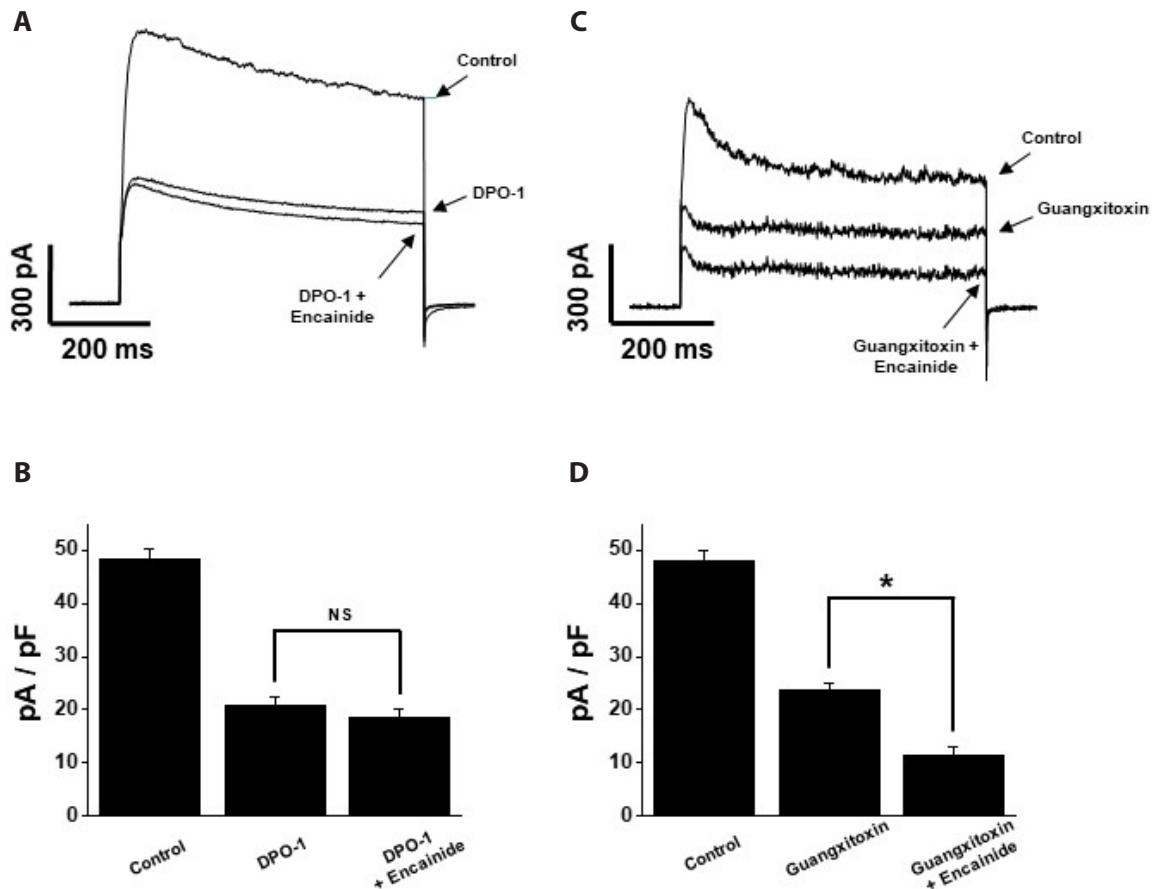 A
Control
DPO-1
DPO-1 +
Encainide
300 pA
200 ms
C
Control
Guangxitoxin
Guangxitoxin +
Encainide
300 pA
200 ms
B
pA / pF
50
40
30
20
10
0
NS
Control
DPO-1
DPO-1
+ Encainide
D
pA / pF
50
40
30
20
10
0
*
Control
Guangxitoxin
Guangxitoxin
+ Encainide